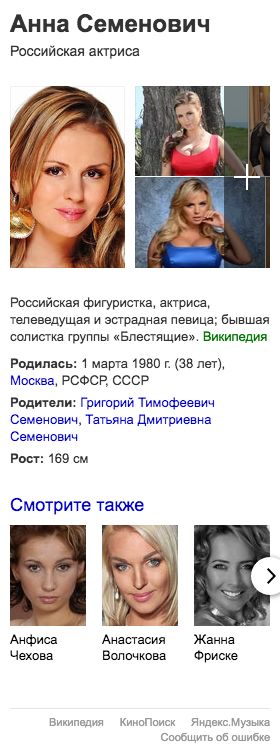 Анна Семенович
Российская актриса
Российская фигуристка, актриса,
телеведущая и эстрадная певица; бывшая
солистка группы «Блестящие». Википедия
Родилась: 1 марта 1980 г. (38 лет),
Москва, РСФСР, СССР
Родители: Григорий Тимофеевич
Семенович, Татьяна Дмитриевна
Семенович
Рост: 169 см
Смотрите также
Анфиса
Чехова
Анастасия
Волочкова
Жанна
Фриске
Википедия КиноПоиск Яндекс.Музыка
Сообщить об ошибке